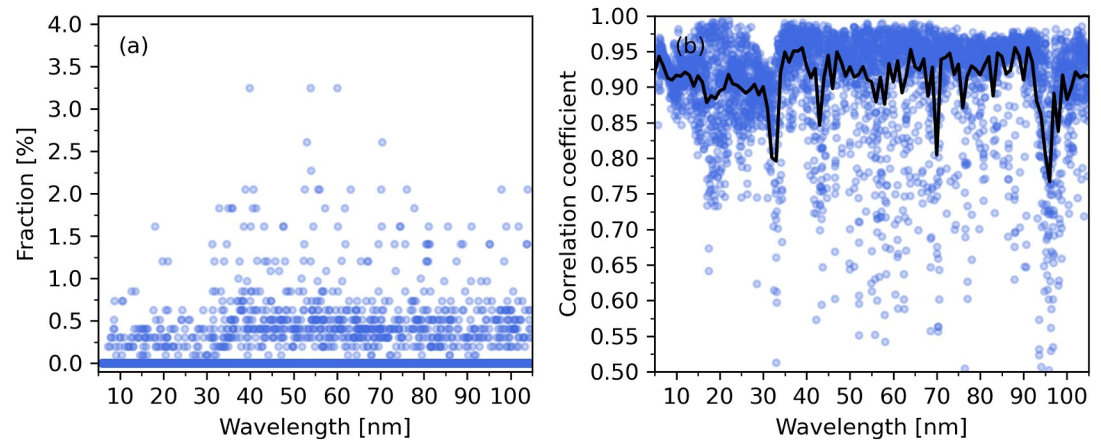 (a)
4.0
3.5
3.0
2.5
2.0
1.5
1.0
0.5
0.0
Fraction [%]
10 20 30 40 50 60 70 80 90 100
Wavelength [nm]
(b)
1.00
0.95
0.90
0.85
0.80
0.75
0.70
0.65
0.60
0.55
0.50
Correlation coefficient
10 20 30 40 50 60 70 80 90 100
Wavelength [nm]